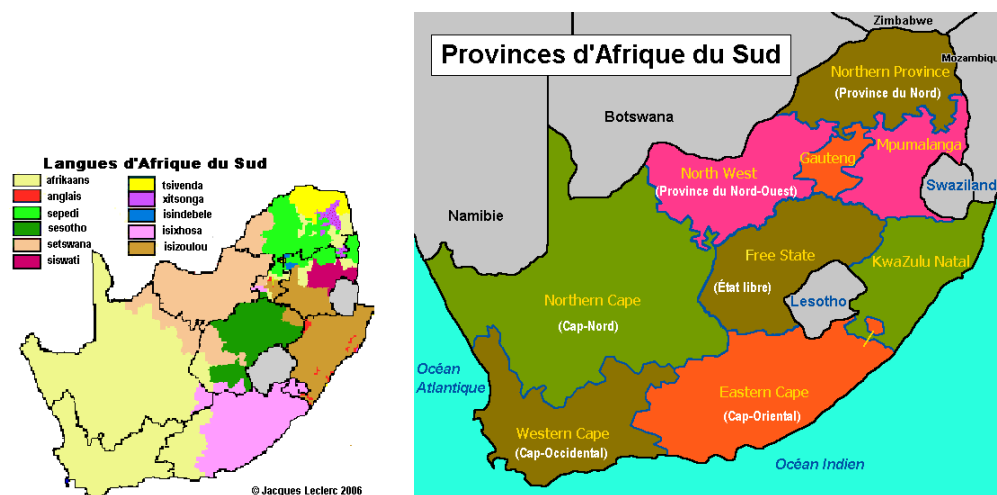 Langues d'Afrique du Sud
afrikaans
anglais
sepedi
sesotho
setswana
siswati
tsivenda
xitsonga
isindebele
isixhosa
isizoulou
© Jacques Leclerc 2006
Provinces d'Afrique du Sud
Zimbabwe
Mozambique
Northern Province
(Province du Nord)
Botswana
Mpumalanga
Gauteng
North West
(Province du Nord-Ouest)
Swaziland
Namibie
Free State
(État libre)
KwaZulu Natal
Lesotho
Northern Cape
(Cap-Nord)
Océan
Atlantique
Eastern Cape
(Cap-Oriental)
Western Cape
(Cap-Occidental)
Océan Indien